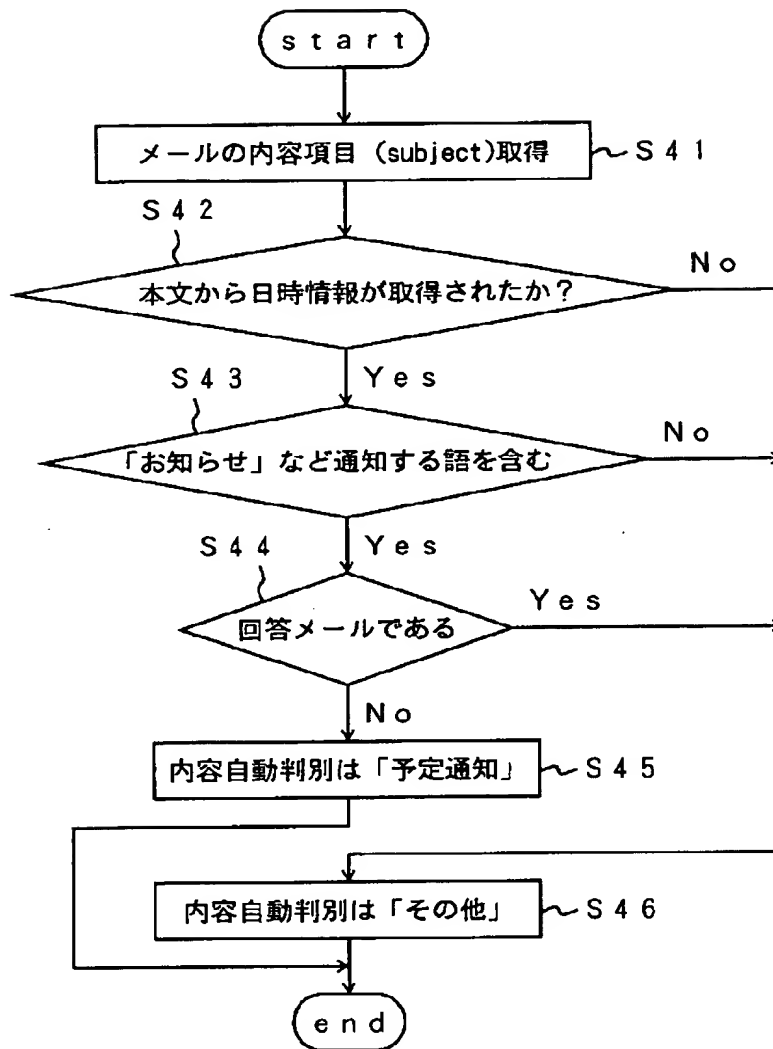 start
メールの内容項目 (subject)取得
S41
S42
本文から日時情報が取得されたか?
No
Yes
S43
「お知らせ」など通知する語を含む
No
Yes
S44
回答メールである
Yes
No
内容自動判別は「予定通知」
S45
内容自動判別は「その他」
S46
end